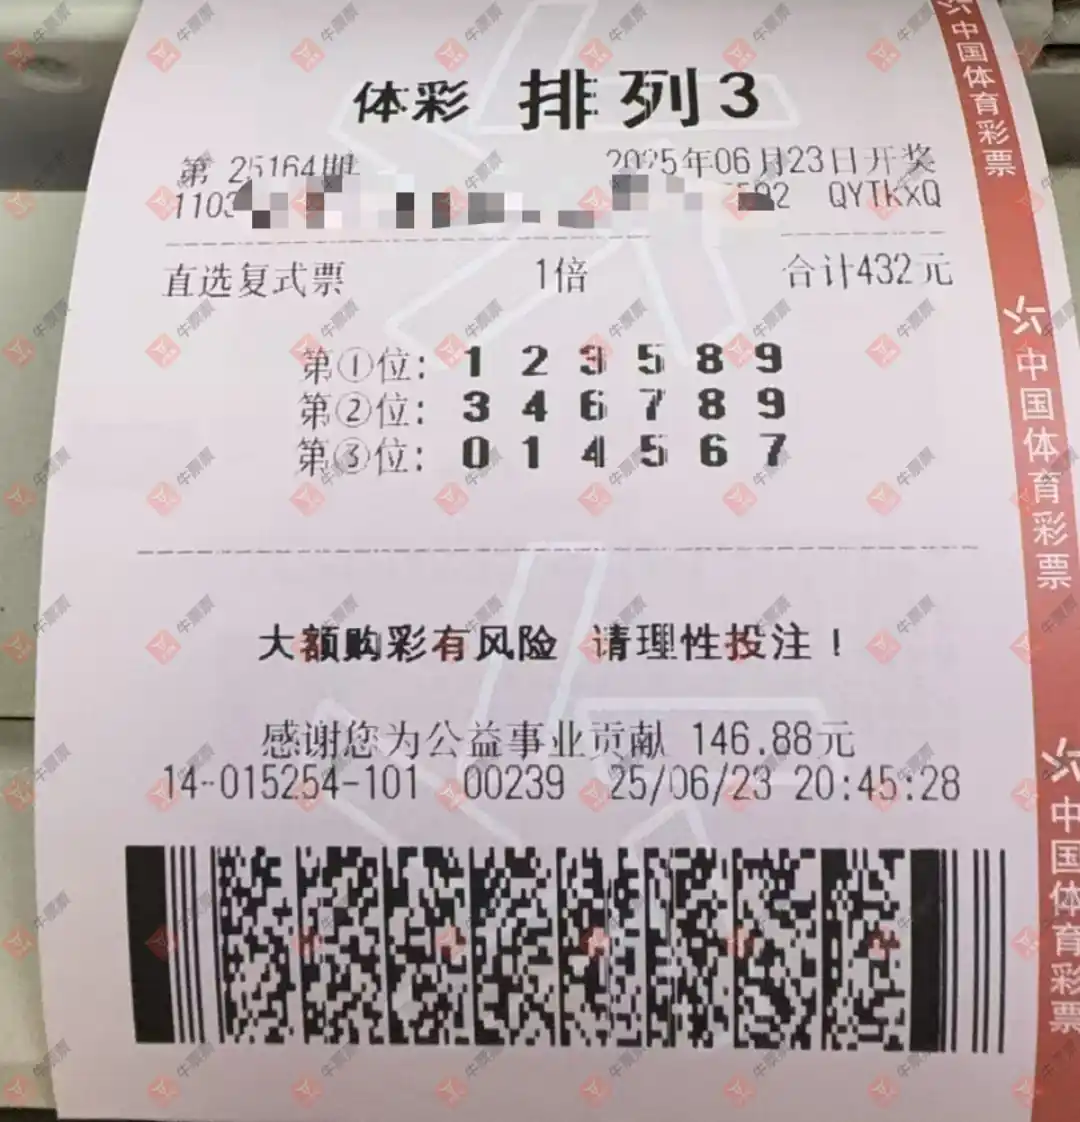 体彩 排列3
第 25164期 2025年06月23日开奖
1103 QYTKxQ
直选复式票 1倍 合计432元
第①位: 1 2 3 5 8 9
第②位: 3 4 6 7 8 9
第③位: 0 1 4 5 6 7
大额购彩有风险 请理性投注!
感谢您为公益事业贡献 146.88元
14-015254-101 00239 25/06/23 20:45:28
中国体育彩票
中国体育彩票
中国体育彩票
牛票票